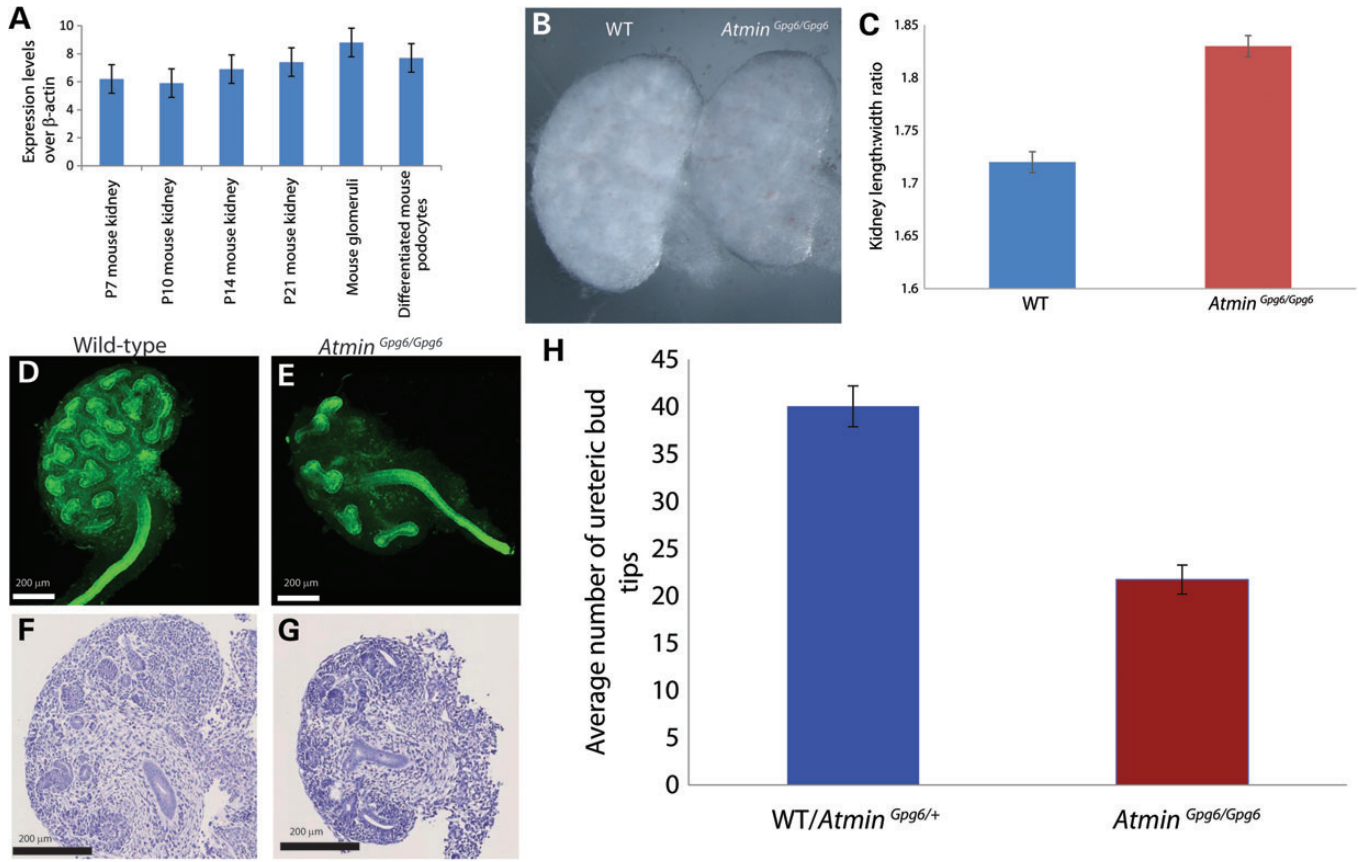 A
Expression levels
over β-actin
10
8
6
4
2
0
P7 mouse kidney
P10 mouse kidney
P14 mouse kidney
P21 mouse kidney
Mouse glomeruli
Differentiated mouse
podocytes
B
WT
Atmin Gpg6/Gpg6
C
Kidney length:width ratio
1.85
1.8
1.75
1.7
1.65
1.6
WT
Atmin Gpg6/Gpg6
Wild-type
D
200 μm
Atmin Gpg6/Gpg6
E
200 μm
F
200 μm
G
200 μm
H
Average number of ureteric bud
tips
45
40
35
30
25
20
15
10
5
0
WT/Atmin Gpg6/+
Atmin Gpg6/Gpg6